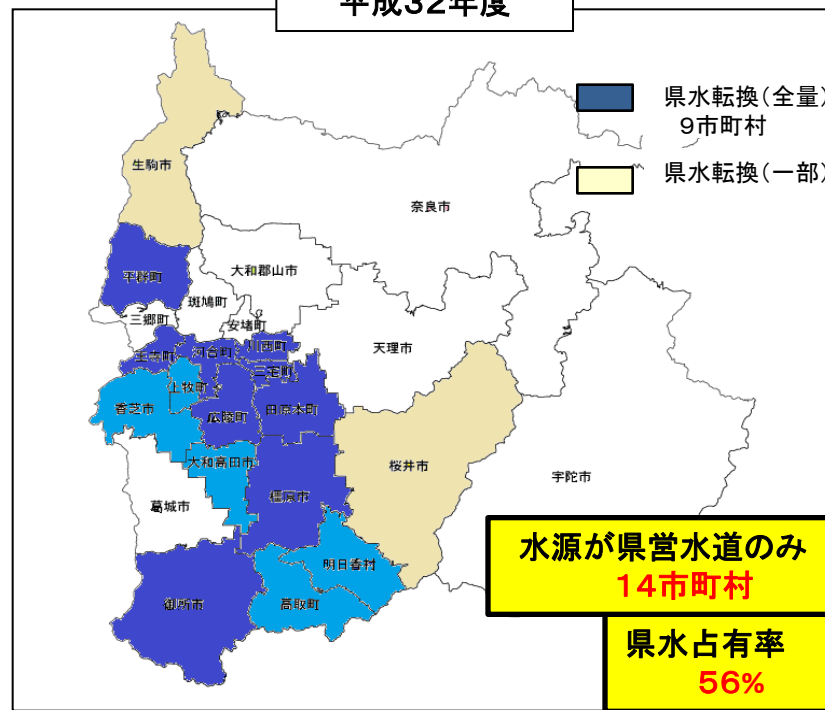 平成32年度
県水転換(全量)
9市町村
県水転換(一部)
生駒市
奈良市
平群町
大和郡山市
斑鳩町
三郷町
安堵町
天理市
王寺町
河合町
川西町
三宅町
上牧町
香芝市
広陵町
田原本町
大和高田市
桜井市
宇陀市
葛城市
橿原市
明日香村
高取町
御所市
水源が県営水道のみ
14市町村
県水占有率
56%